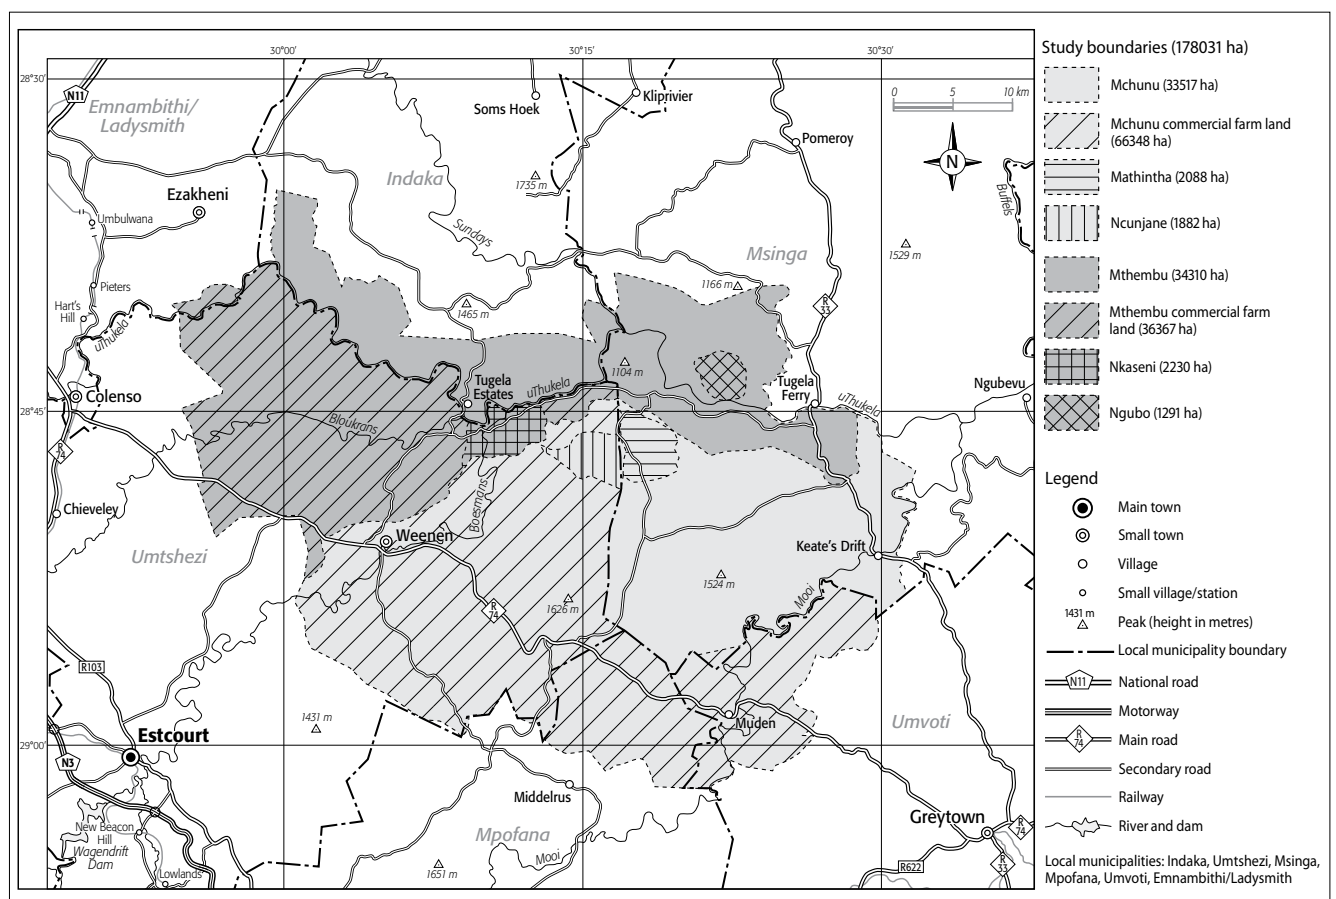 30°00'
30°15'
30°30'
28°30'
N11
Emnambithi/
Ladysmith
Soms Hoek
Kliprivier
0 5 10 km
Pomeroy
N
Indaka
1735 m
Ezakheni
Umbulwana
Sundays
Buffels
Msinga
1529 m
Pieters
1166 m
Hart's
Hill
1465 m
R
33
uThukela
1104 m
Tugela
Estates
uThukela
Tugela
Ferry
Ngubevu
Colenso
uThukela
28°45'
Bloukrans
R
74
Boesmans
Chieveley
Weenen
Umtshezi
Keate's Drift
1524 m
Mooi
1626 m
R
74
R103
1431 m
Muden
Umvoti
Estcourt
29°00'
N3
Middelrus
New Beacon
Hill
Wagendrift
Dam
Mpofana
Greytown
R
74
Mooi
1651 m
R622
R
33
Lowlands
Study boundaries (178031 ha)
Mchunu (33517 ha)
Mchunu commercial farm land
(66348 ha)
Mathintha (2088 ha)
Ncunjane (1882 ha)
Mthembu (34310 ha)
Mthembu commercial farm
land (36367 ha)
Nkaseni (2230 ha)
Ngubo (1291 ha)
Legend
Main town
Small town
Village
Small village/station
1431 m
Peak (height in metres)
Local municipality boundary
N11
National road
Motorway
R
74
Main road
Secondary road
Railway
River and dam
Local municipalities: Indaka, Umtshezi, Msinga,
Mpofana, Umvoti, Emnambithi/Ladysmith